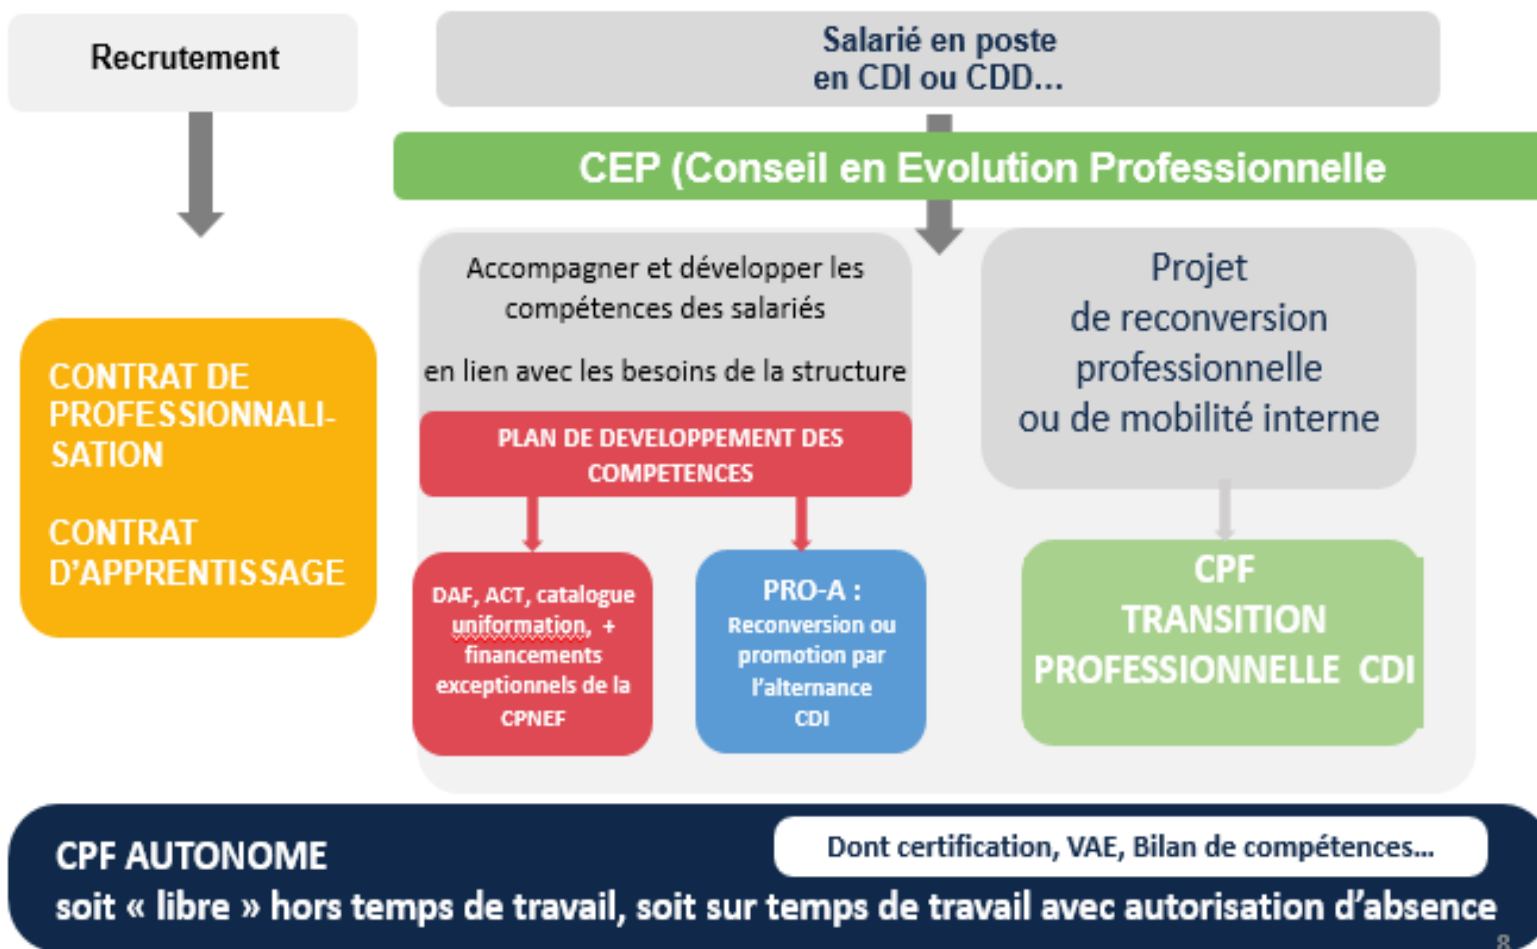 Recrutement
Salarié en poste
en CDI ou CDD...
CEP (Conseil en Evolution Professionnelle
Accompagner et développer les
compétences des salariés
en lien avec les besoins de la structure
Projet
de reconversion
professionnelle
ou de mobilité interne
CONTRAT DE
PROFESSIONNALI-
SATION
CONTRAT
D'APPRENTISSAGE
PLAN DE DEVELOPPEMENT DES
COMPETENCES
DAF, ACT, catalogue
uniformation, +
financements
exceptionnels de la
CPNEF
PRO-A :
Reconversion ou
promotion par
l'alternance
CDI
CPF
TRANSITION
PROFESSIONNELLE CDI
CPF AUTONOME
Dont certification, VAE, Bilan de compétences...
soit « libre » hors temps de travail, soit sur temps de travail avec autorisation d'absence
8